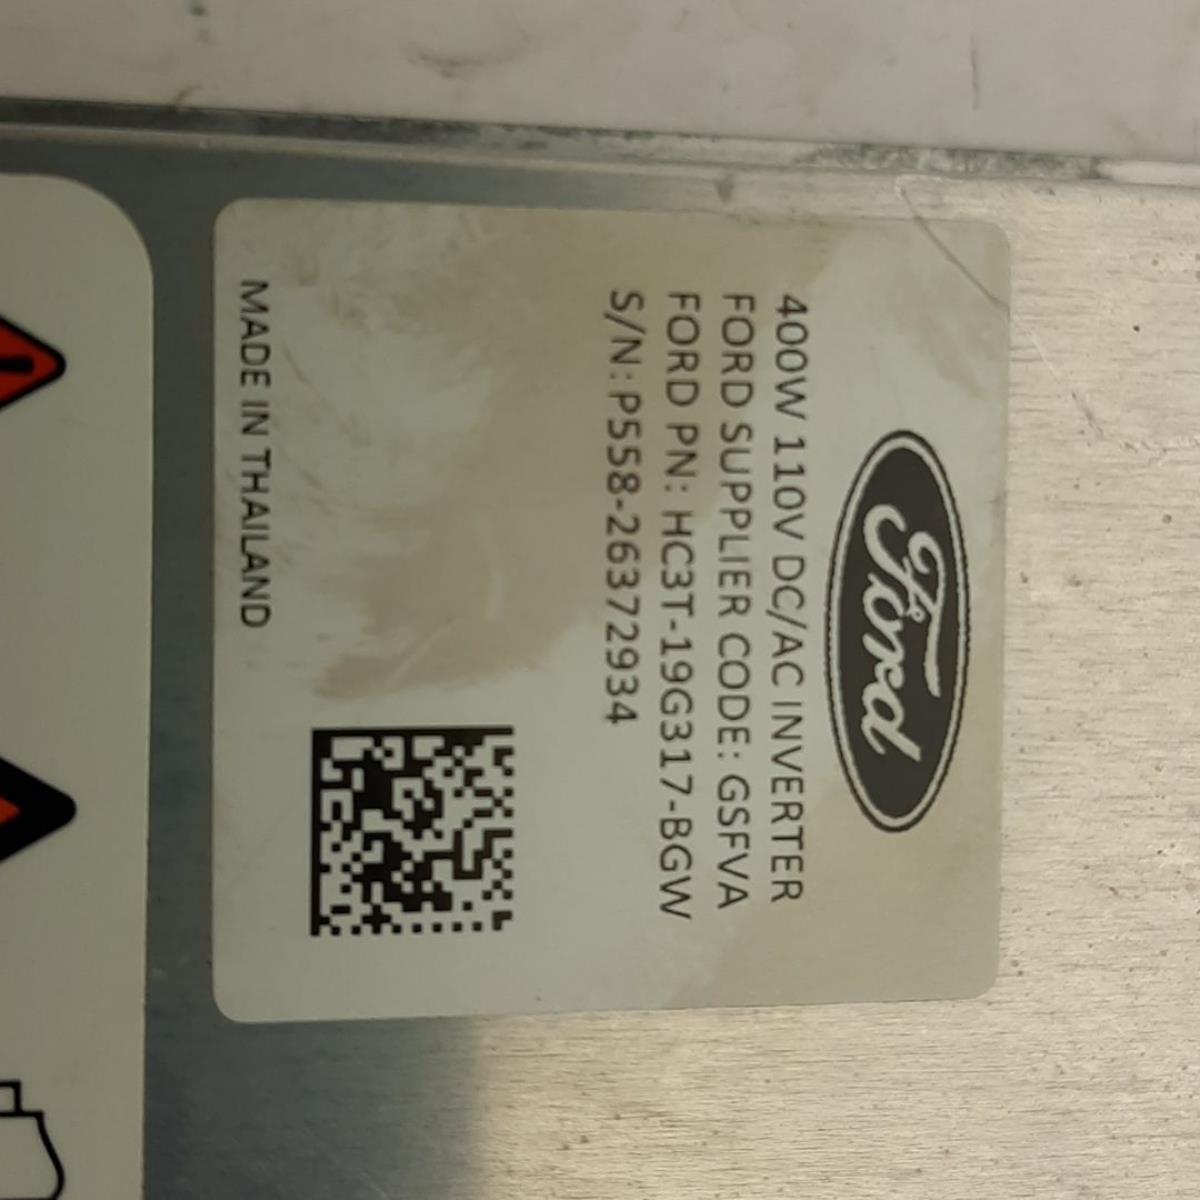 Ford
400W 110V DC/AC INVERTER
FORD SUPPLIER CODE: GSFVA
FORD PN: HC3T-19G317-BGW
S/N: P558-263729934
MADE IN THAILAND